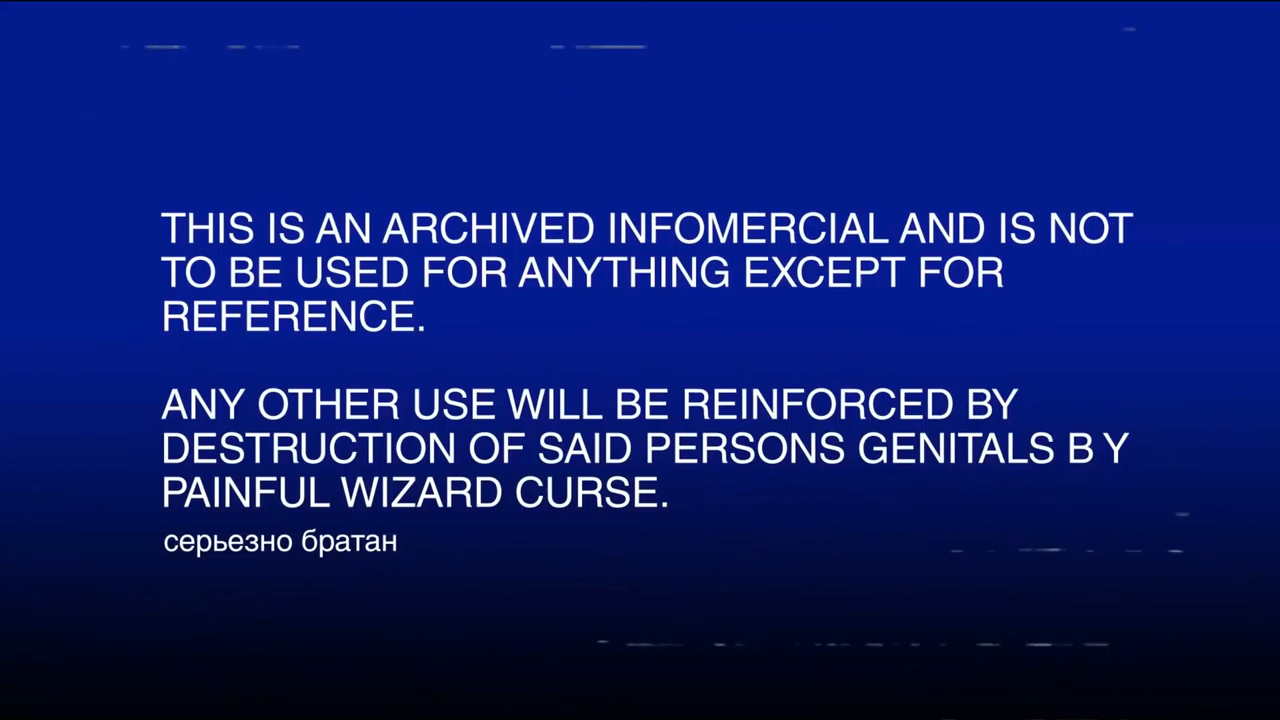 THIS IS AN ARCHIVED INFOMERCIAL AND IS NOT
TO BE USED FOR ANYTHING EXCEPT FOR
REFERENCE.
ANY OTHER USE WILL BE REINFORCED BY
DESTRUCTION OF SAID PERSONS GENITALS B Y
PAINFUL WIZARD CURSE.
серьезно братан